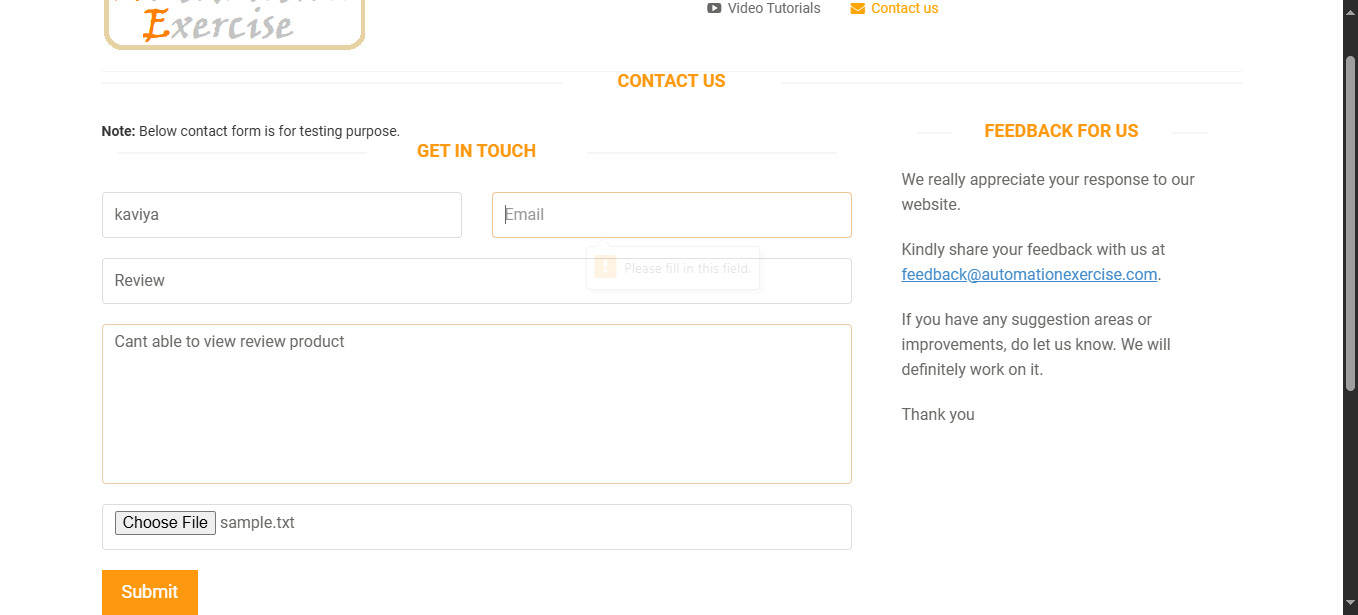 Exercise
Video Tutorials
Contact us
CONTACT US
Note: Below contact form is for testing purpose.
GET IN TOUCH
kaviya
Email
Please fill in this field.
Review
Cant able to view review product
Choose File sample.txt
Submit
FEEDBACK FOR US
We really appreciate your response to our
website.
Kindly share your feedback with us at
feedback@automationexercise.com.
If you have any suggestion areas or
improvements, do let us know. We will
definitely work on it.
Thank you